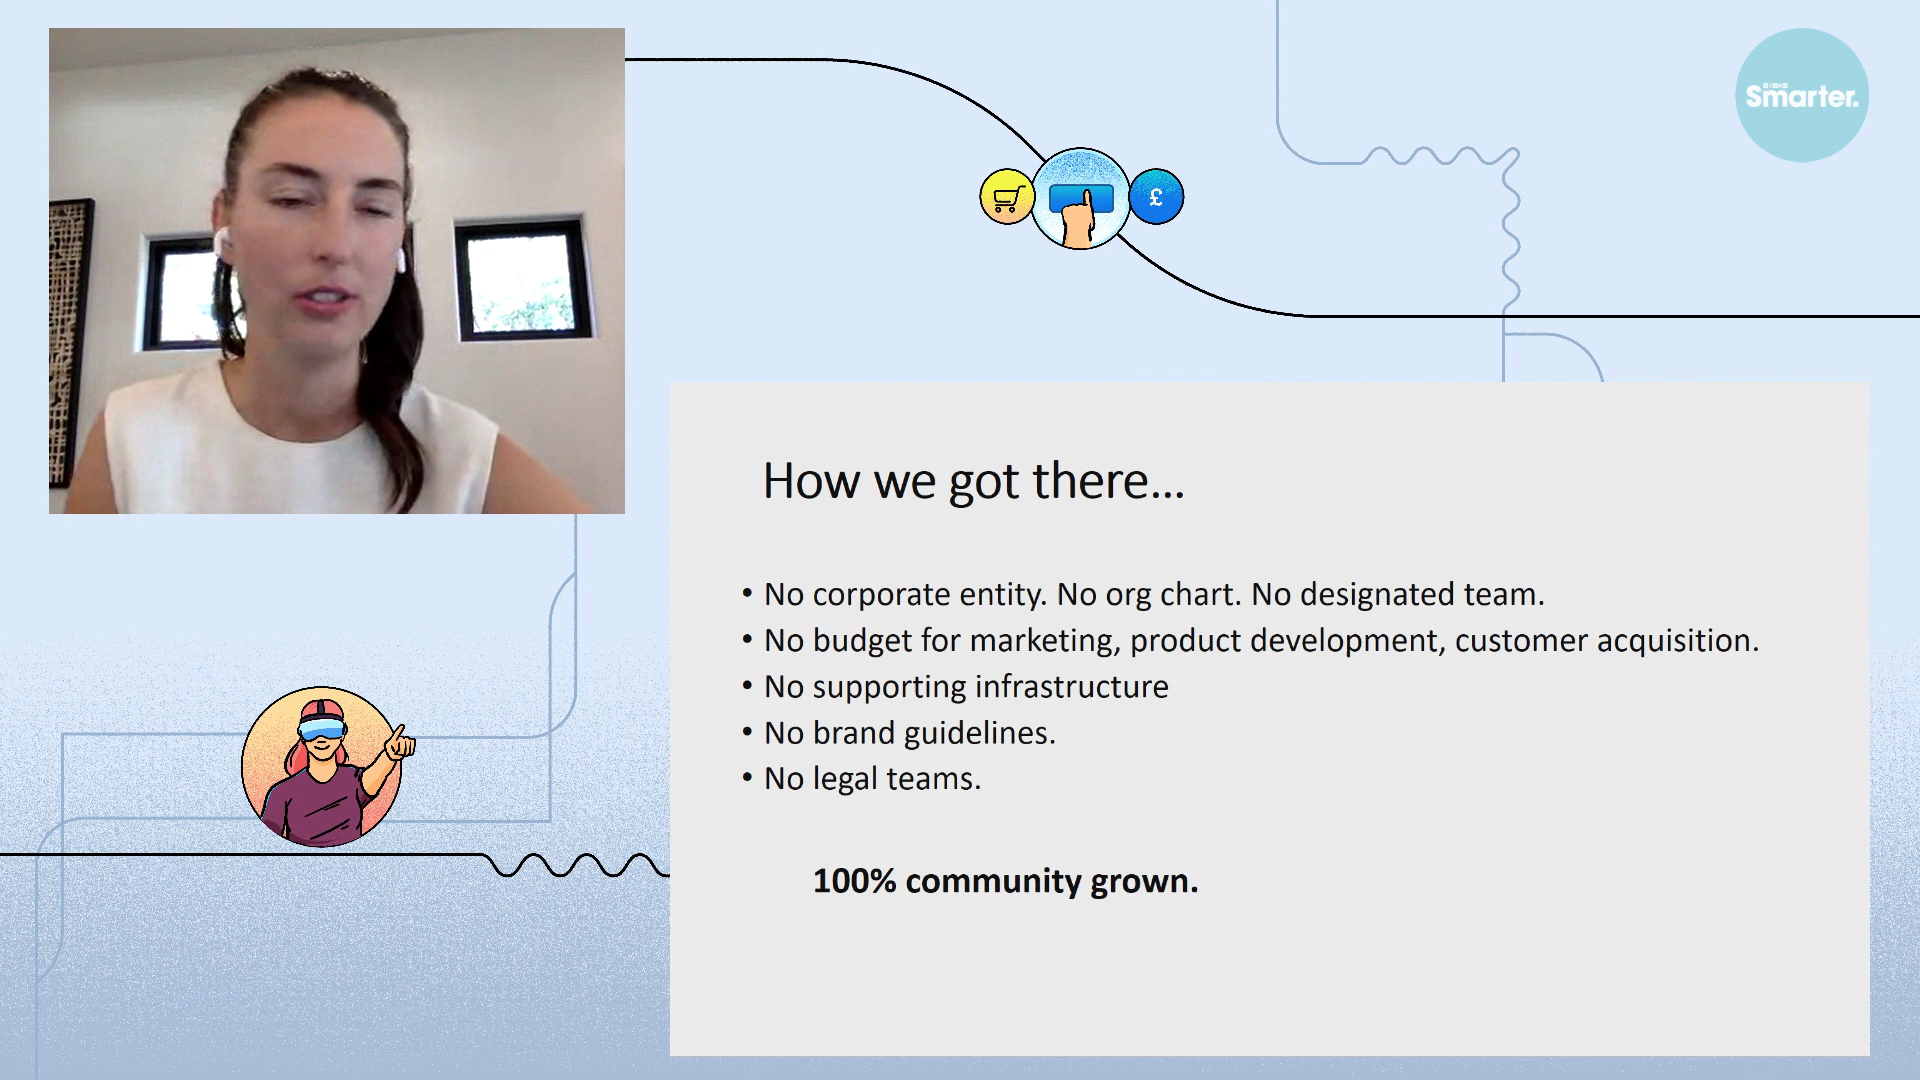 Smarter.
£
How we got there...
• No corporate entity. No org chart. No designated team.
• No budget for marketing, product development, customer acquisition.
• No supporting infrastructure
• No brand guidelines.
• No legal teams.
100% community grown.